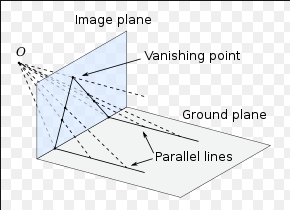 Image plane
O
Vanishing point
Ground plane
Parallel lines